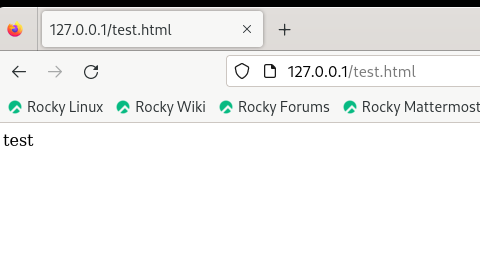 127.0.0.1/test.html
127.0.0.1/test.html
Rocky Linux Rocky Wiki Rocky Forums Rocky Mattermost
test